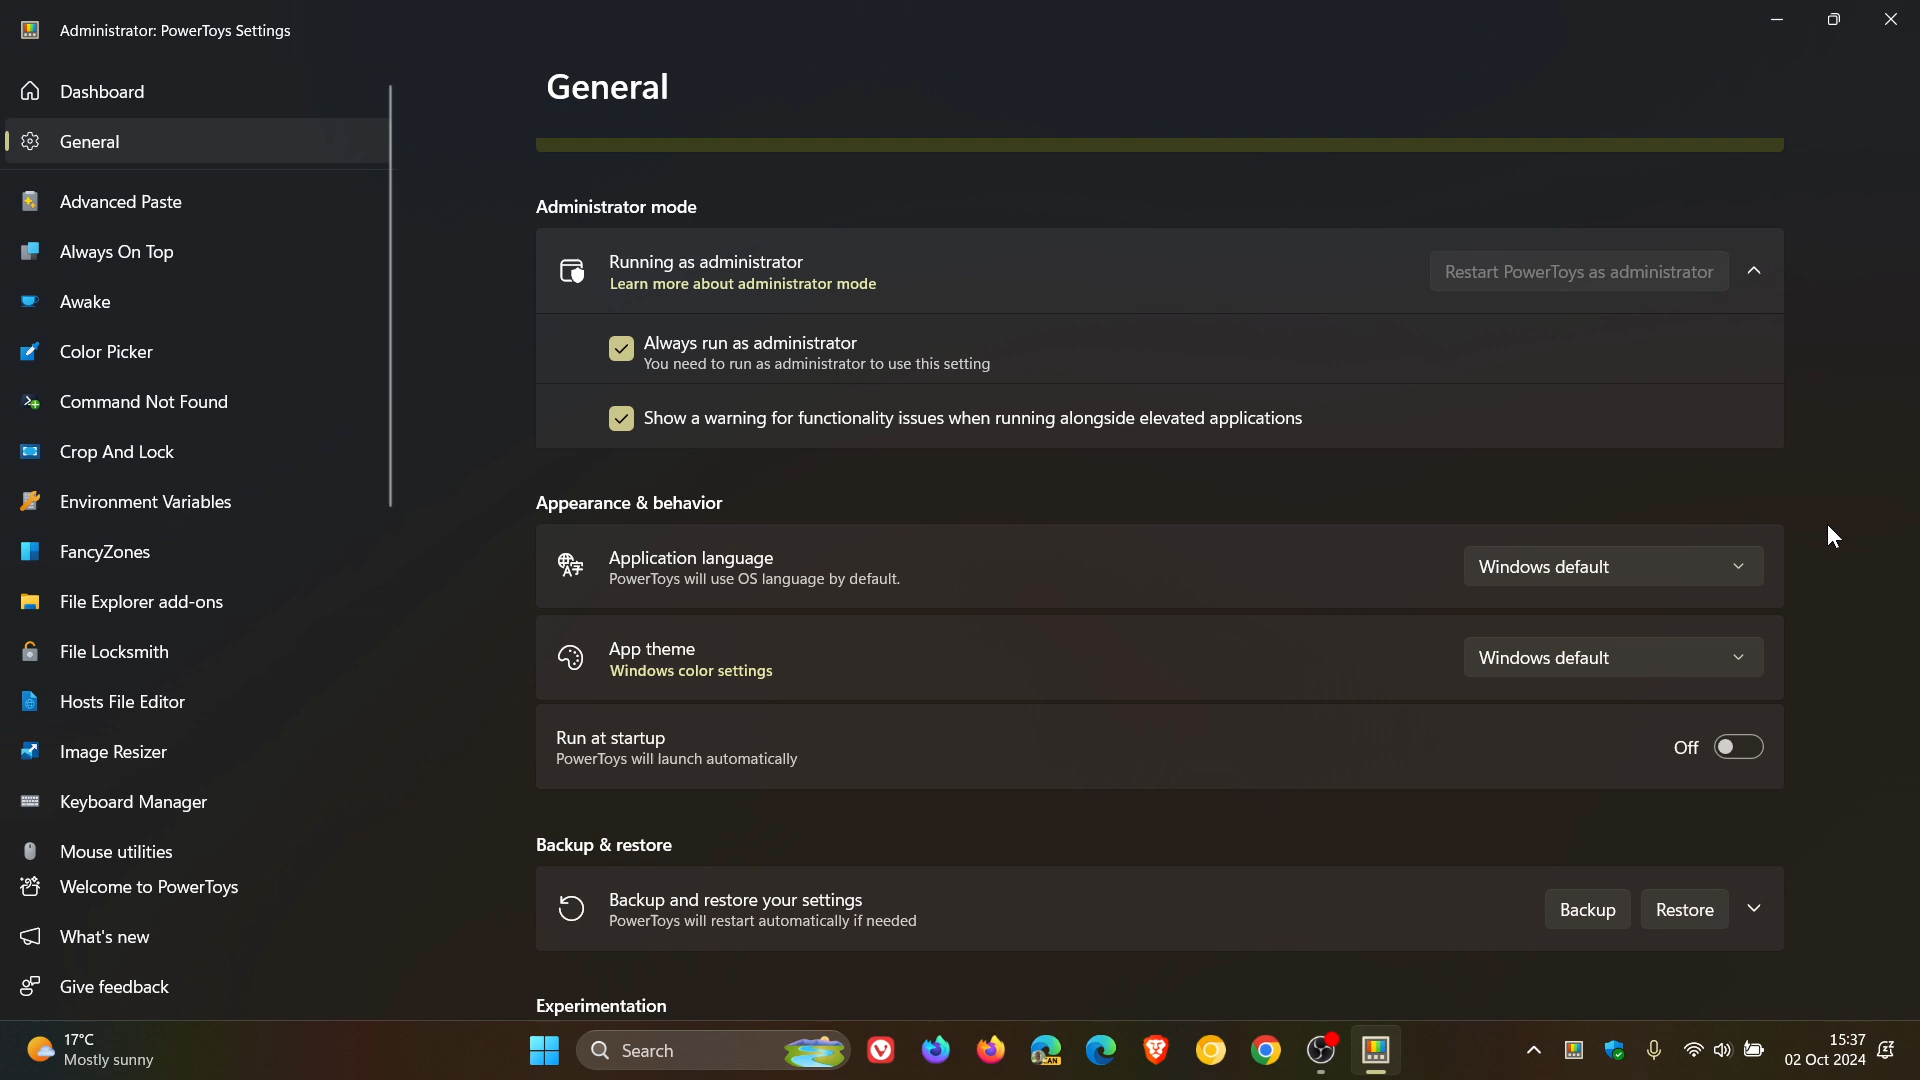 Administrator: PowerToys Settings
Dashboard
General
Advanced Paste
Always On Top
Awake
Color Picker
Command Not Found
Crop And Lock
Environment Variables
FancyZones
File Explorer add-ons
File Locksmith
Hosts File Editor
Image Resizer
Keyboard Manager
Mouse utilities
Welcome to PowerToys
What's new
Give feedback
General
Administrator mode
Running as administrator
Learn more about administrator mode
Restart PowerToys as administrator
Always run as administrator
You need to run as administrator to use this setting
Show a warning for functionality issues when running alongside elevated applications
Appearance & behavior
Application language
PowerToys will use OS language by default.
Windows default
App theme
Windows color settings
Windows default
Run at startup
PowerToys will launch automatically
Off
Backup & restore
Backup and restore your settings
PowerToys will restart automatically if needed
Backup
Restore
Experimentation
17°C
Mostly sunny
Search
CAN
15:37
02 Oct 2024